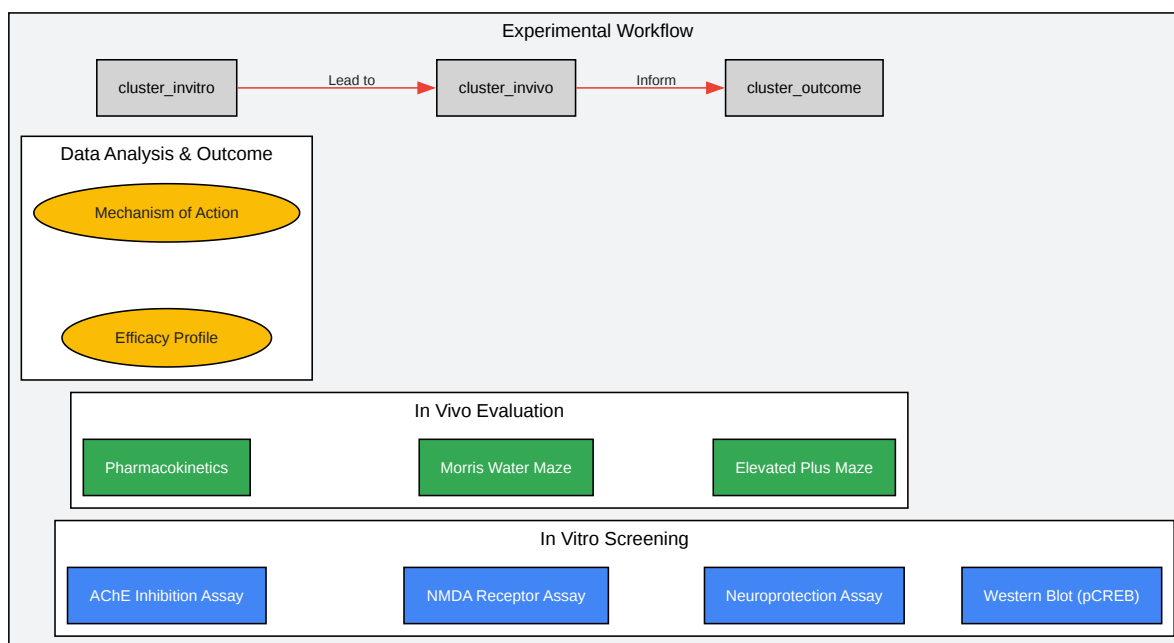 Experimental Workflow
cluster_invitro
Lead to
cluster_invivo
Inform
cluster_outcome
Data Analysis & Outcome
Mechanism of Action
Efficacy Profile
In Vivo Evaluation
Pharmacokinetics
Morris Water Maze
Elevated Plus Maze
In Vitro Screening
AChE Inhibition Assay
NMDA Receptor Assay
Neuroprotection Assay
Western Blot (pCREB)